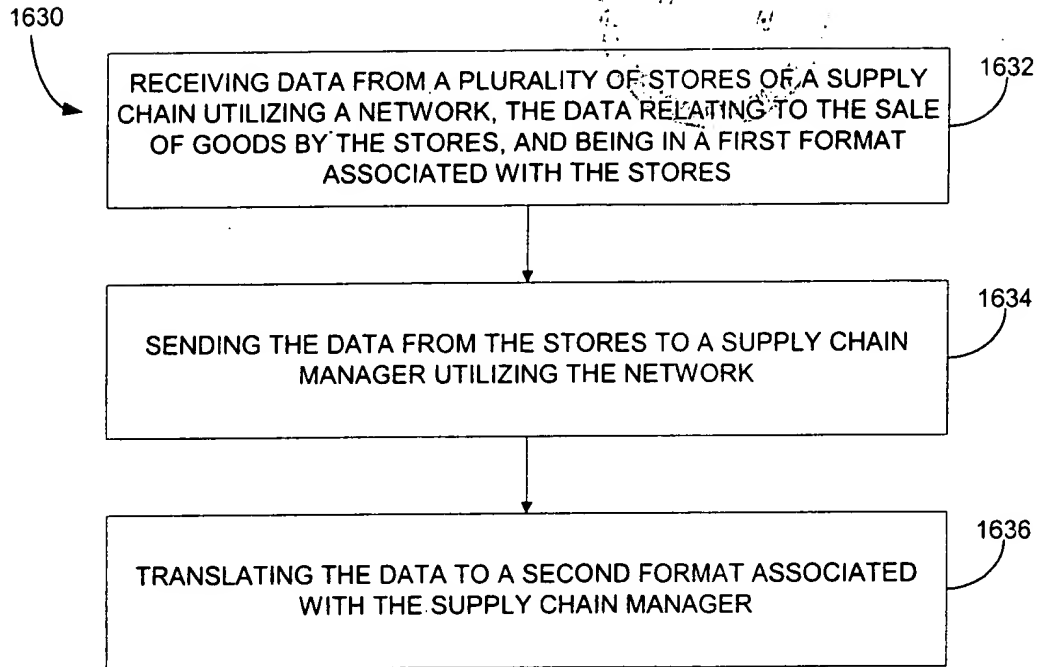 1630
RECEIVING DATA FROM A PLURALITY OF STORES OF A SUPPLY
CHAIN UTILIZING A NETWORK, THE DATA RELATING TO THE SALE
OF GOODS BY THE STORES, AND BEING IN A FIRST FORMAT
ASSOCIATED WITH THE STORES
1632
SENDING THE DATA FROM THE STORES TO A SUPPLY CHAIN
MANAGER UTILIZING THE NETWORK
1634
TRANSLATING THE DATA TO A SECOND FORMAT ASSOCIATED
WITH THE SUPPLY CHAIN MANAGER
1636